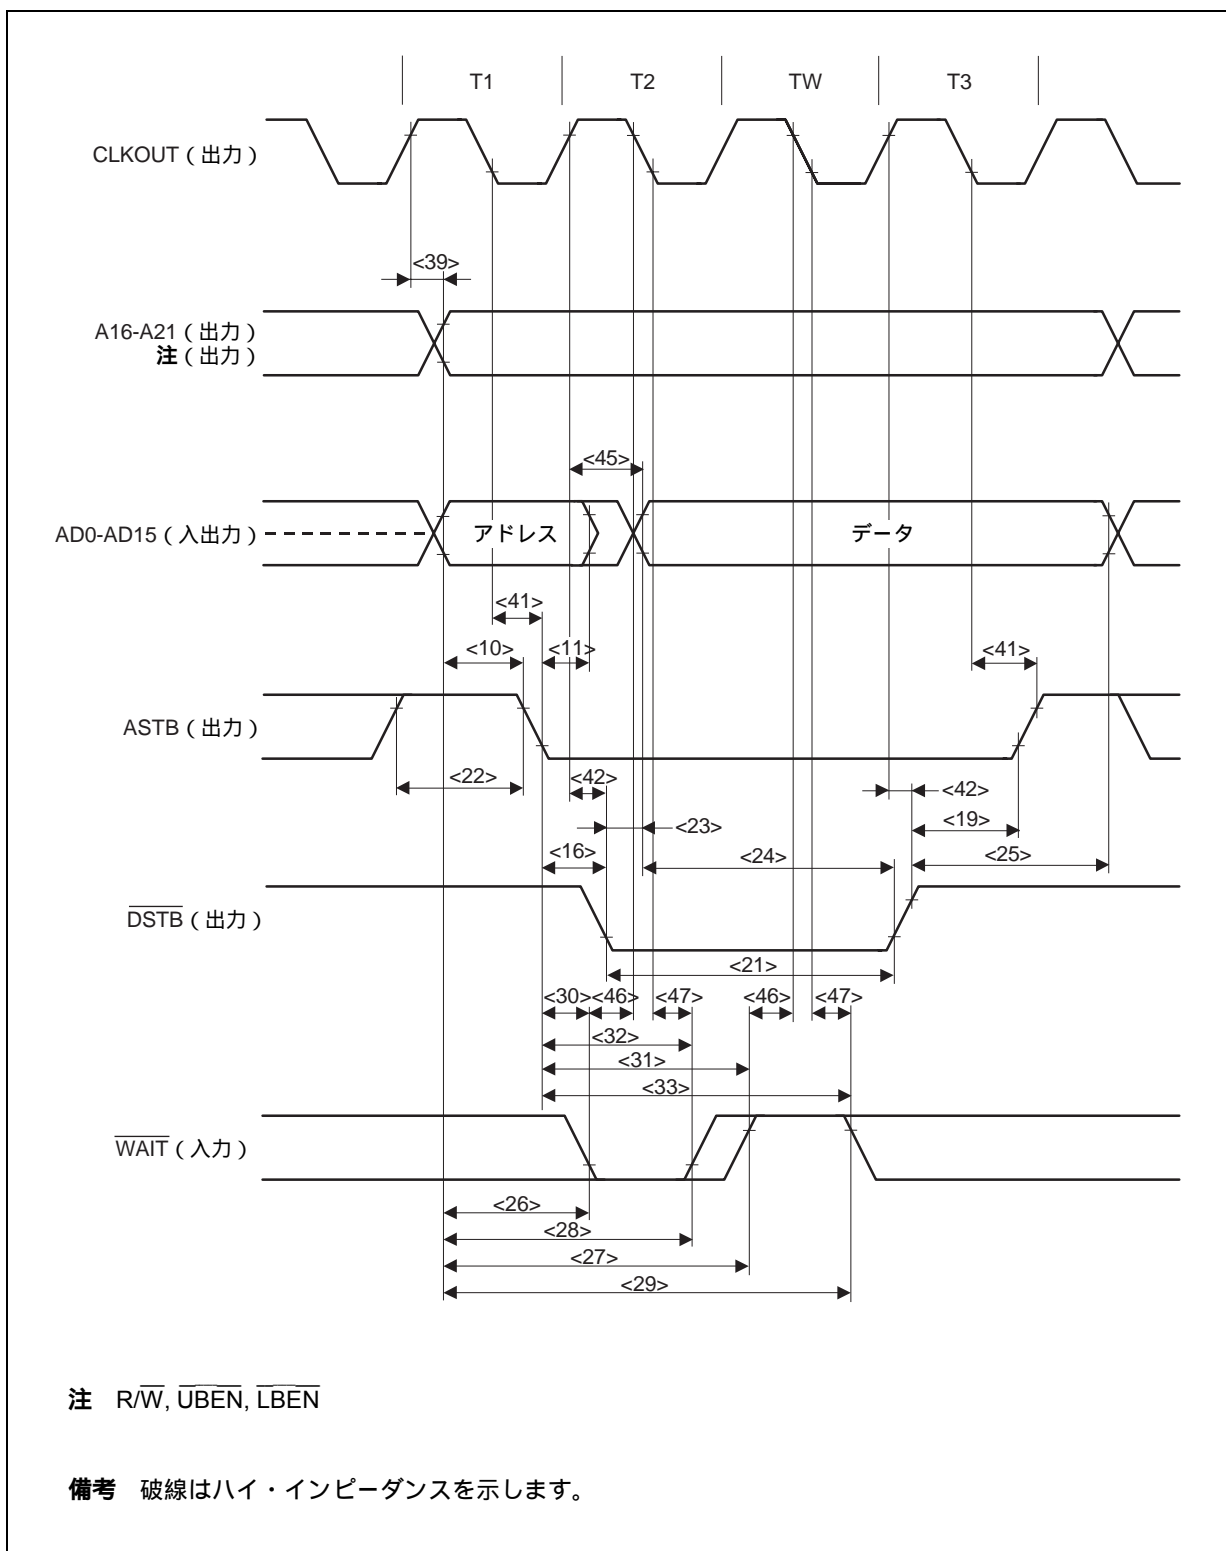 T1 T2 TW T3
CLKOUT（出力）
<39>
A16-A21（出力）
注（出力）
<45>
AD0-AD15（入出力） アドレス データ
<41>
<10> <11> <41>
ASTB（出力）
<22> <42> <42>
<23> <19>
<16> <24> <25>
DSTB（出力）
<21>
<30> <46> <47> <46> <47>
<32>
<31>
<33>
WAIT（入力）
<26>
<28>
<27>
<29>
注 R/W, UBEN, LBEN
備考 破線はハイ・インピーダンスを示します。